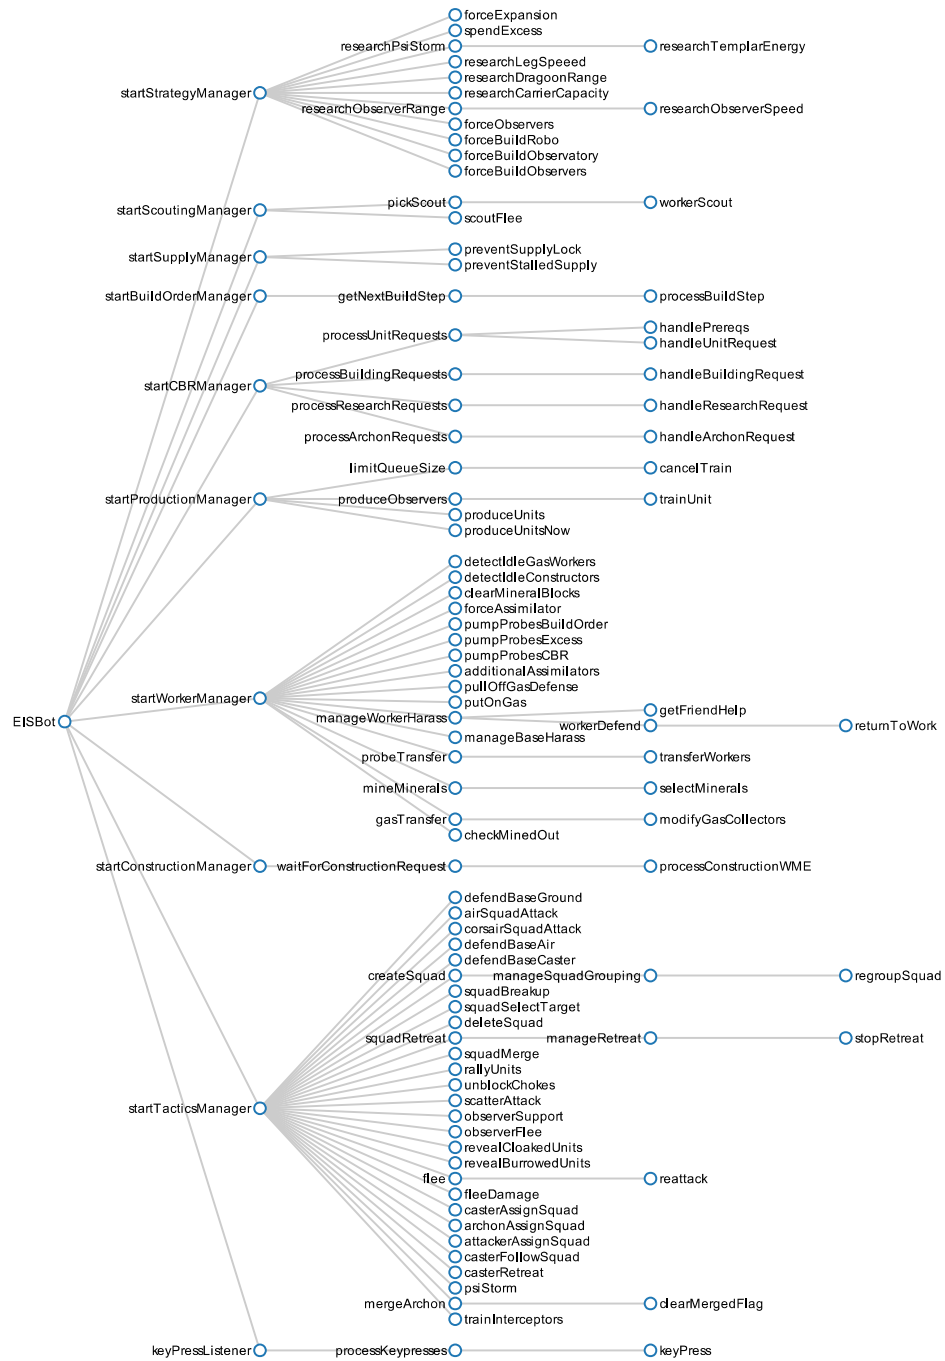 forceExpansion
spendExcess
researchPsiStorm researchTemplarEnergy
researchLegSpeeed
researchDragoonRange
startStrategyManager researchCarrierCapacity
researchObserverRange researchObserverSpeed
forceObservers
forceBuildRobo
forceBuildObservatory
forceBuildObservers
pickScout workerScout
startScoutingManager
scoutFlee
preventSupplyLock
startSupplyManager
preventStalledSupply
startBuildOrderManager getNextBuildStep processBuildStep
handlePrereqs
processUnitRequests
handleUnitRequest
processBuildingRequests handleBuildingRequest
startCBRManager
processResearchRequests handleResearchRequest
processArchonRequests handleArchonRequest
limitQueueSize cancelTrain
startProductionManager produceObservers trainUnit
produceUnits
produceUnitsNow
detectIdleGasWorkers
detectIdleConstructors
clearMineralBlocks
forceAssimilator
pumpProbesBuildOrder
pumpProbesExcess
pumpProbesCBR
additionalAssimilators
pullOffGasDefense
startWorkerManager putOnGas
getFriendHelp
manageWorkerHarass
EISBot workerDefend returnToWork
manageBaseHarass
probeTransfer transferWorkers
mineMinerals selectMinerals
gasTransfer modifyGasCollectors
checkMinedOut
startConstructionManager waitForConstructionRequest processConstructionWME
defendBaseGround
airSquadAttack
corsairSquadAttack
defendBaseAir
defendBaseCaster
createSquad manageSquadGrouping regroupSquad
squadBreakup
squadSelectTarget
deleteSquad
squadRetreat manageRetreat stopRetreat
squadMerge
rallyUnits
unblockChokes
scatterAttack
startTacticsManager
observerSupport
observerFlee
revealCloakedUnits
revealBurrowedUnits
flee reattack
fleeDamage
casterAssignSquad
archonAssignSquad
attackerAssignSquad
casterFollowSquad
casterRetreat
psiStorm
mergeArchon clearMergedFlag
trainInterceptors
keyPressListener processKeypresses keyPress